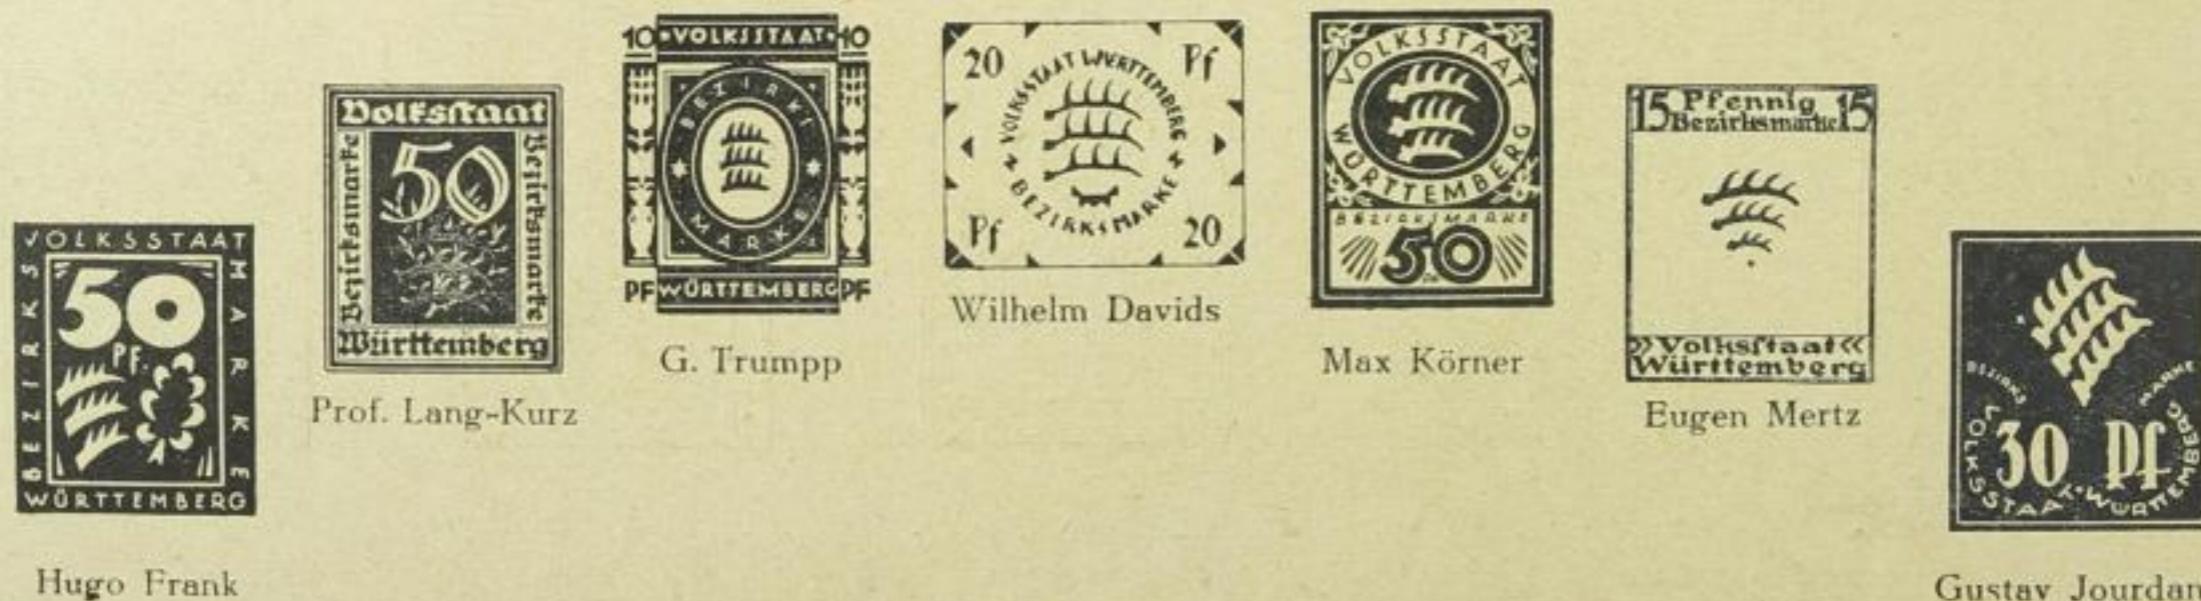 VOLKSSTAAT
BEZIRKS
MARKE
50
PF.
WÜRTTEMBERG
Hugo Frank
Volksstaat
Bezirksmarke
50
Bezirksmarke
Württemberg
Prof. Lang-Kurz
10 VOLKSSTAAT 10
BEZIRKS
MARKE
PF WÜRTTEMBERG PF
G. Trumpp
20 Pf
VOLKSSTAAT WUERTTEMBERG
BEZIRKSMARKE
Pf 20
Wilhelm Davids
VOLKSSTAAT
WÜRTTEMBERG
BEZIRKSMARKE
50
Max Körner
15 Pfennig 15
Bezirksmarke
»Volksstaat«
Württemberg
Eugen Mertz
BEZIRKS
MARKE
30 Pf
VOLKSSTAAT·WÜRTTEMBERG
Gustav Jourdan